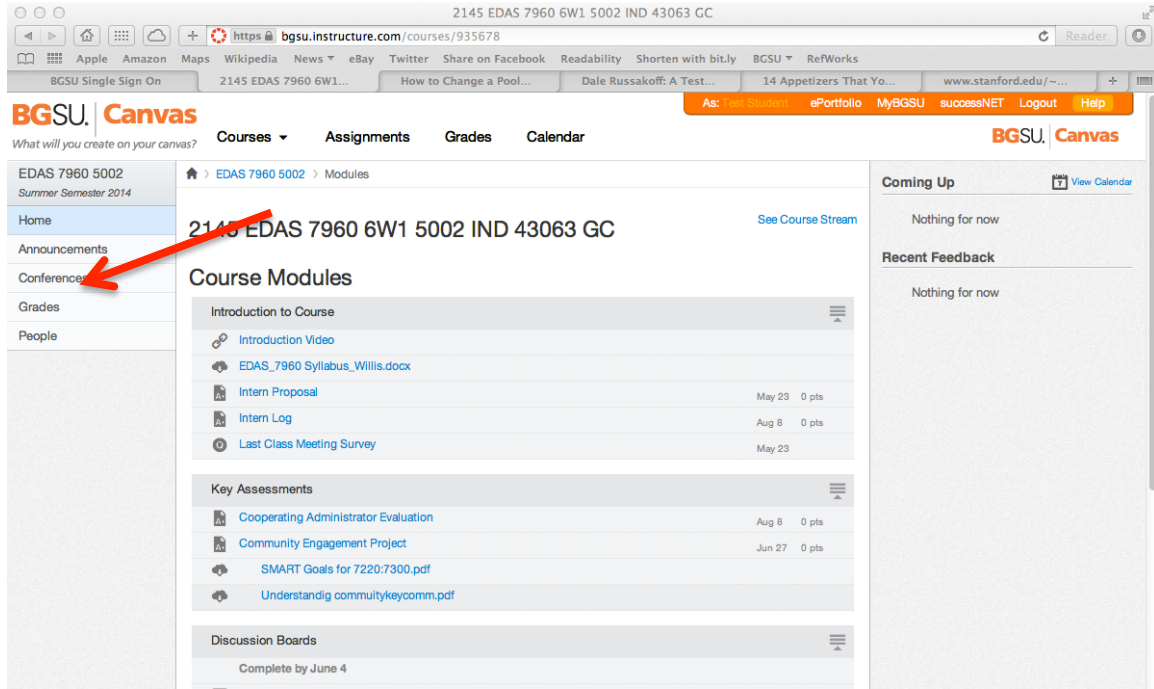 2145 EDAS 7960 6W1 5002 IND 43063 GC
https bgsu.instructure.com/courses/935678 Reader
Apple Amazon Maps Wikipedia News eBay Twitter Share on Facebook Readability Shorten with bit.ly BGSU RefWorks
BGSU Single Sign On 2145 EDAS 7960 6W1... How to Change a Pool... Dale Russakoff: A Test... 14 Appetizers That Yo... www.stanford.edu/~...
As: Test Student ePortfolio MyBGSU successNET Logout Help
BGSU. Canvas
What will you create on your canvas?
Courses Assignments Grades Calendar
BGSU. Canvas
EDAS 7960 5002
Summer Semester 2014
Home
Announcements
Conferences
Grades
People
EDAS 7960 5002 > Modules
2145 EDAS 7960 6W1 5002 IND 43063 GC
See Course Stream
Course Modules
Introduction to Course
Introduction Video
EDAS_7960 Syllabus_Willis.docx
Intern Proposal May 23 0 pts
Intern Log Aug 8 0 pts
Last Class Meeting Survey May 23
Key Assessments
Cooperating Administrator Evaluation Aug 8 0 pts
Community Engagement Project Jun 27 0 pts
SMART Goals for 7220:7300.pdf
Understandig commuitykeycomm.pdf
Discussion Boards
Complete by June 4
Coming Up 7 View Calendar
Nothing for now
Recent Feedback
Nothing for now